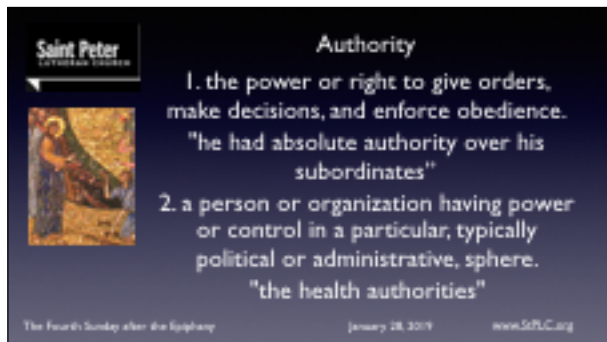 Saint Peter
LUTHERAN CHURCH
Authority
1. the power or right to give orders,
make decisions, and enforce obedience.
"he had absolute authority over his
subordinates"
2. a person or organization having power
or control in a particular, typically
political or administrative, sphere.
"the health authorities"
The Fourth Sunday after the Epiphany
January 28, 2019
www.StPLC.org